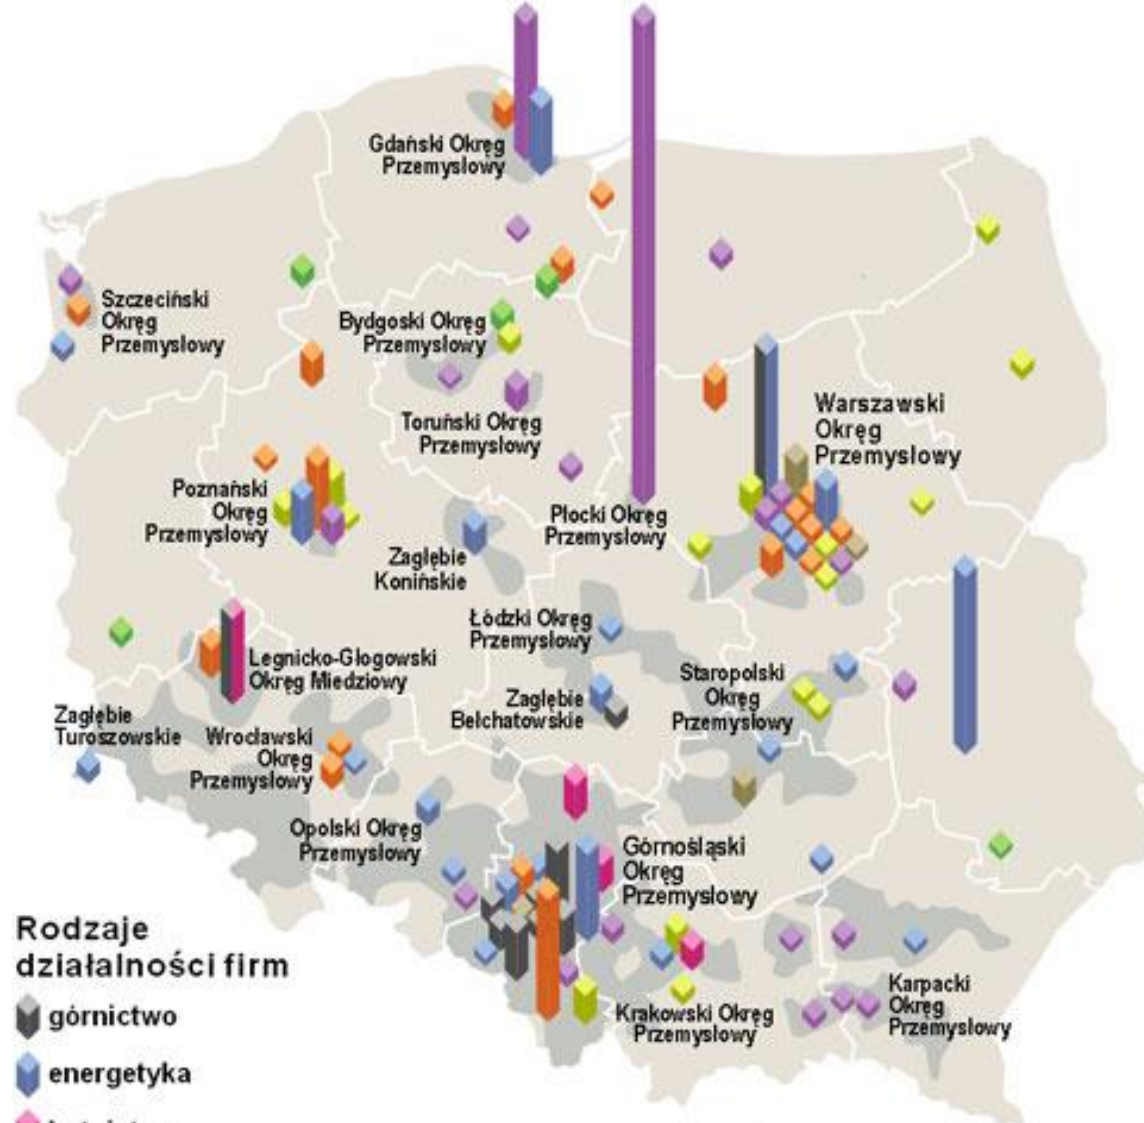 Gdański Okręg
Przemysłowy
Szczeciński
Okręg
Przemysłowy
Bydgoski Okręg
Przemysłowy
Toruński Okręg
Przemysłowy
Warszawski
Okręg
Przemysłowy
Poznański
Okręg
Przemysłowy
Płocki Okręg
Przemysłowy
Zagłębie
Konińskie
Łódzki Okręg
Przemysłowy
Legnicko-Głogowski
Okręg Miedziowy
Staropolski
Okręg
Przemysłowy
Zagłębie
Bełchatowskie
Zagłębie
Turoszowskie
Wrocławski
Okręg
Przemysłowy
Opolski Okręg
Przemysłowy
Górnośląski
Okręg
Przemysłowy
Karpacki
Okręg
Przemysłowy
Krakowski Okręg
Przemysłowy
Rodzaje
działalności firm
górnictwo
energetyka